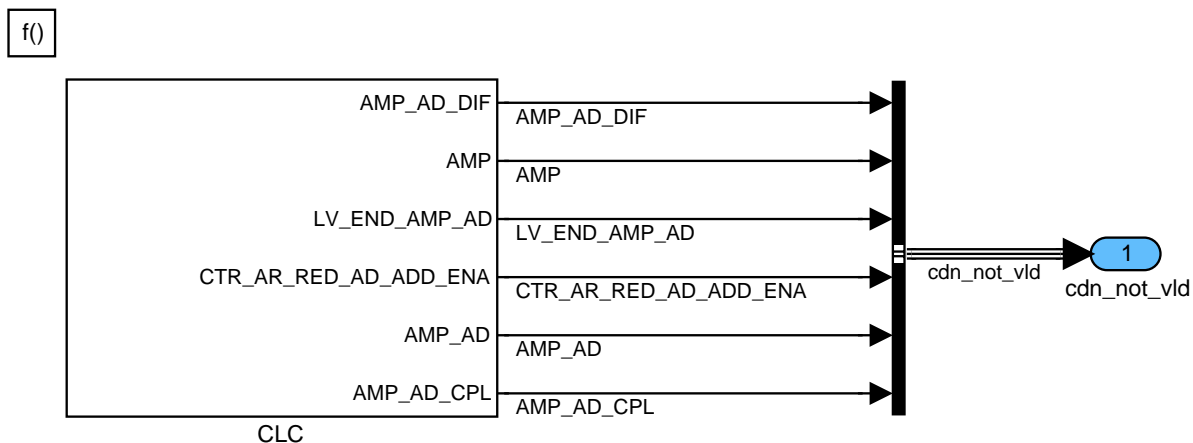 f()
AMP_AD_DIF
AMP_AD_DIF
AMP
AMP
LV_END_AMP_AD
LV_END_AMP_AD
CTR_AR_RED_AD_ADD_ENA
CTR_AR_RED_AD_ADD_ENA
AMP_AD
AMP_AD
AMP_AD_CPL
AMP_AD_CPL
CLC
cdn_not_vld
1
cdn_not_vld